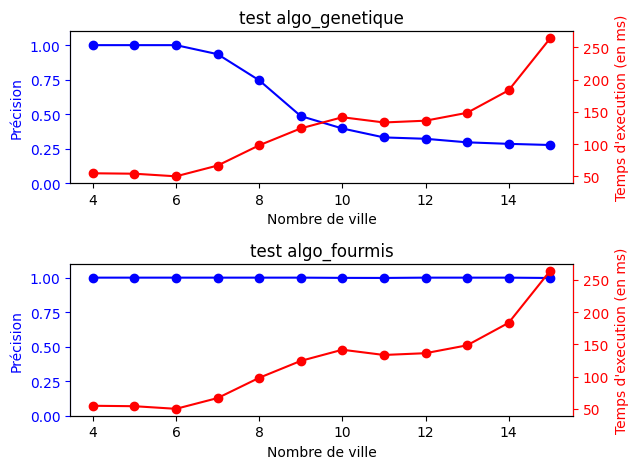 test algo_genetique
1.00
0.75
0.50
0.25
0.00
Précision
250
200
150
100
50
Temps d'execution (en ms)
4 6 8 10 12 14
Nombre de ville
test algo_fourmis
1.00
0.75
0.50
0.25
0.00
Précision
250
200
150
100
50
Temps d'execution (en ms)
4 6 8 10 12 14
Nombre de ville